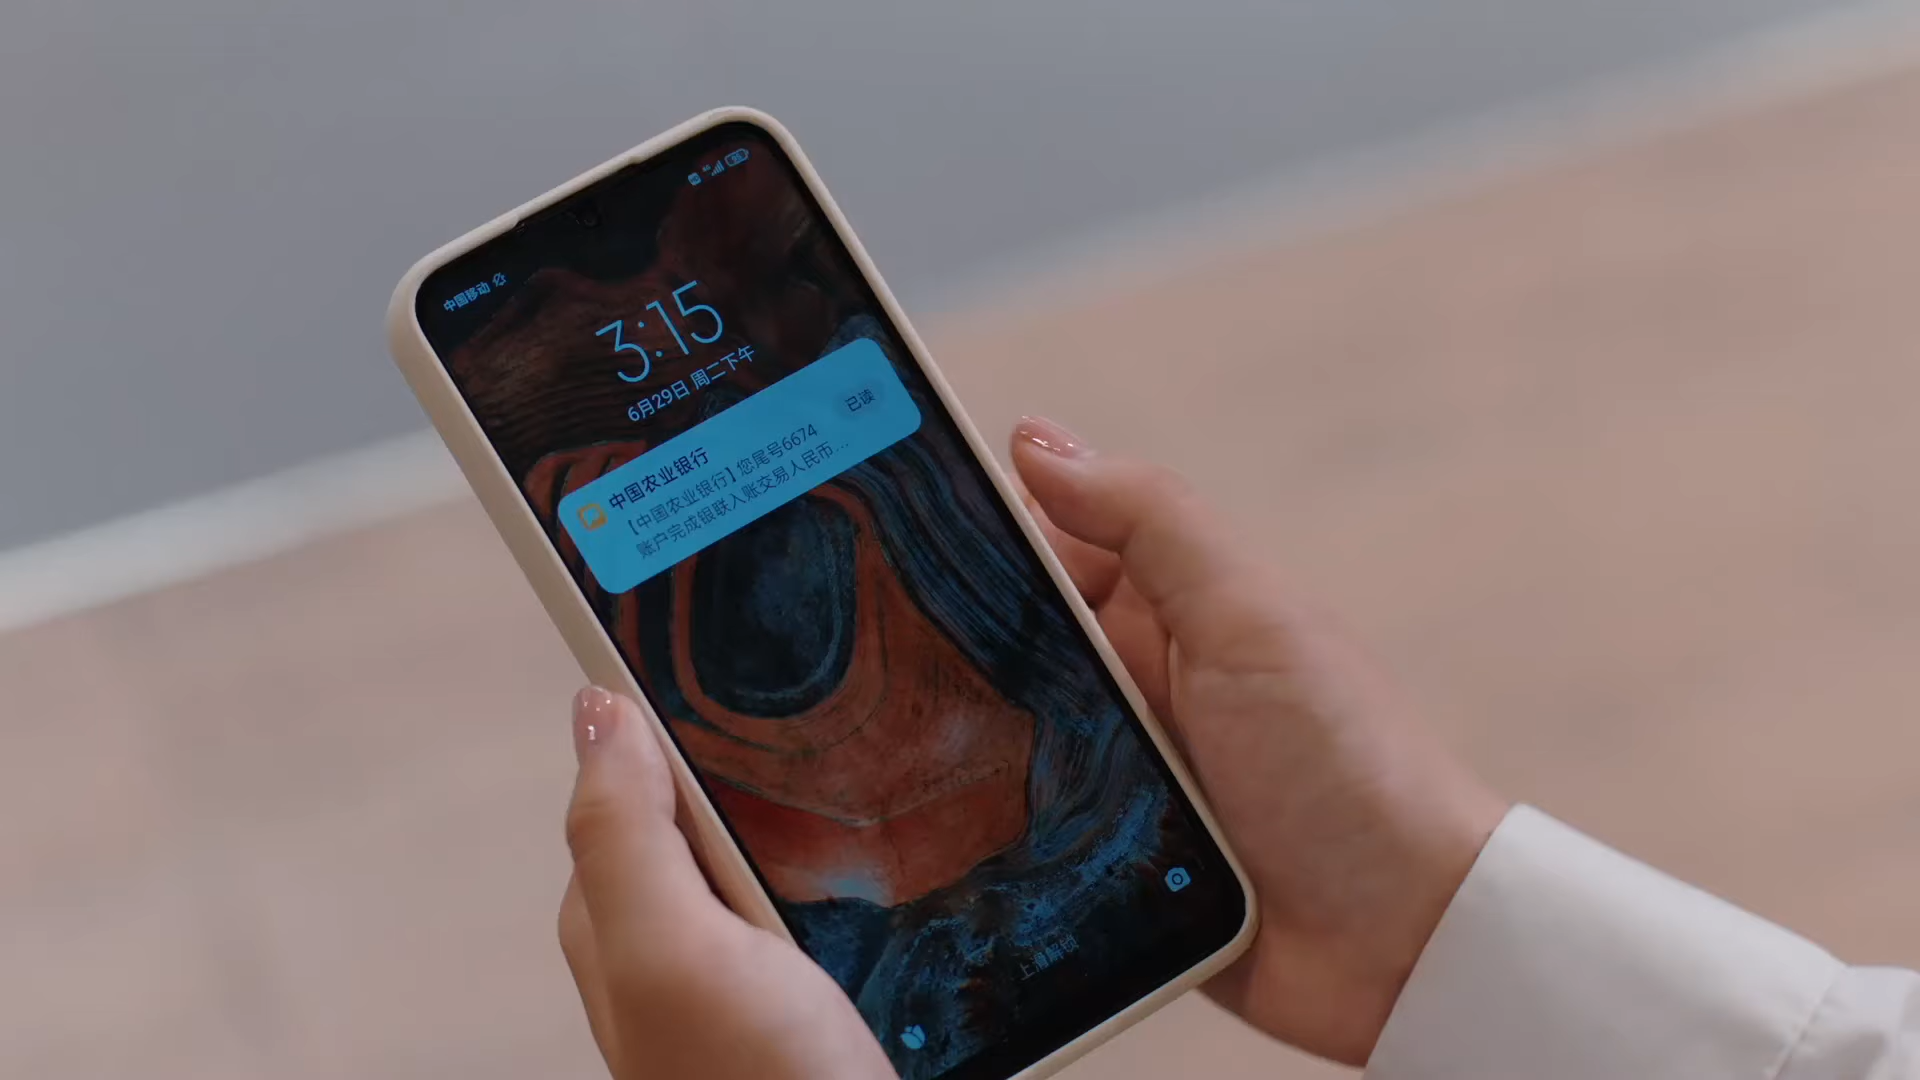 中国移动
3:15
6月29日 周二下午
中国农业银行
已读
【中国农业银行】您尾号6674
账户完成银联入账交易人民币...
上滑解锁